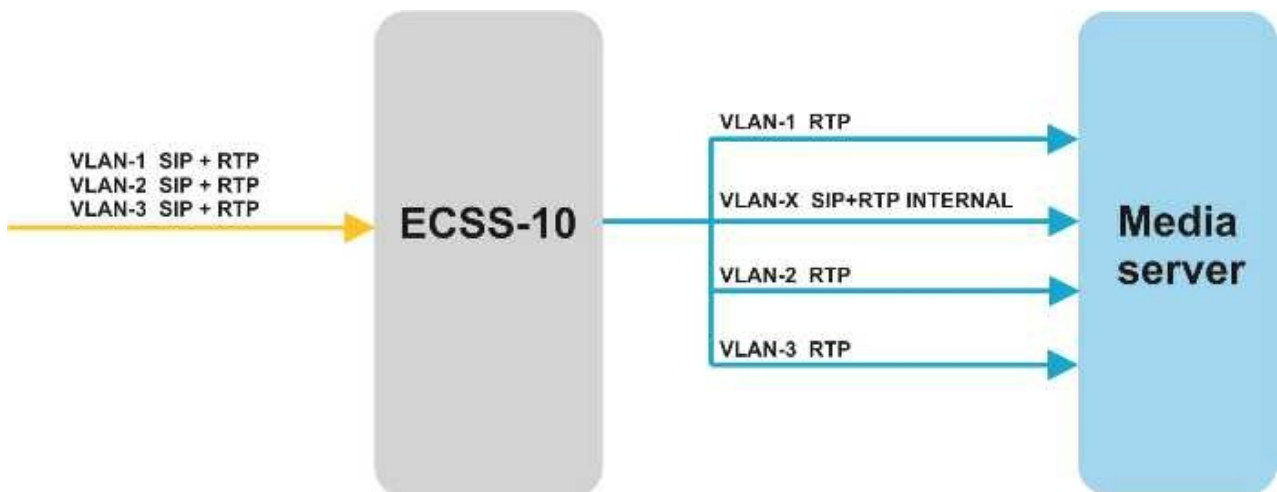 VLAN-1 SIP + RTP
VLAN-2 SIP + RTP
VLAN-3 SIP + RTP
ECSS-10
VLAN-1 RTP
VLAN-X SIP+RTP INTERNAL
VLAN-2 RTP
VLAN-3 RTP
Media
server